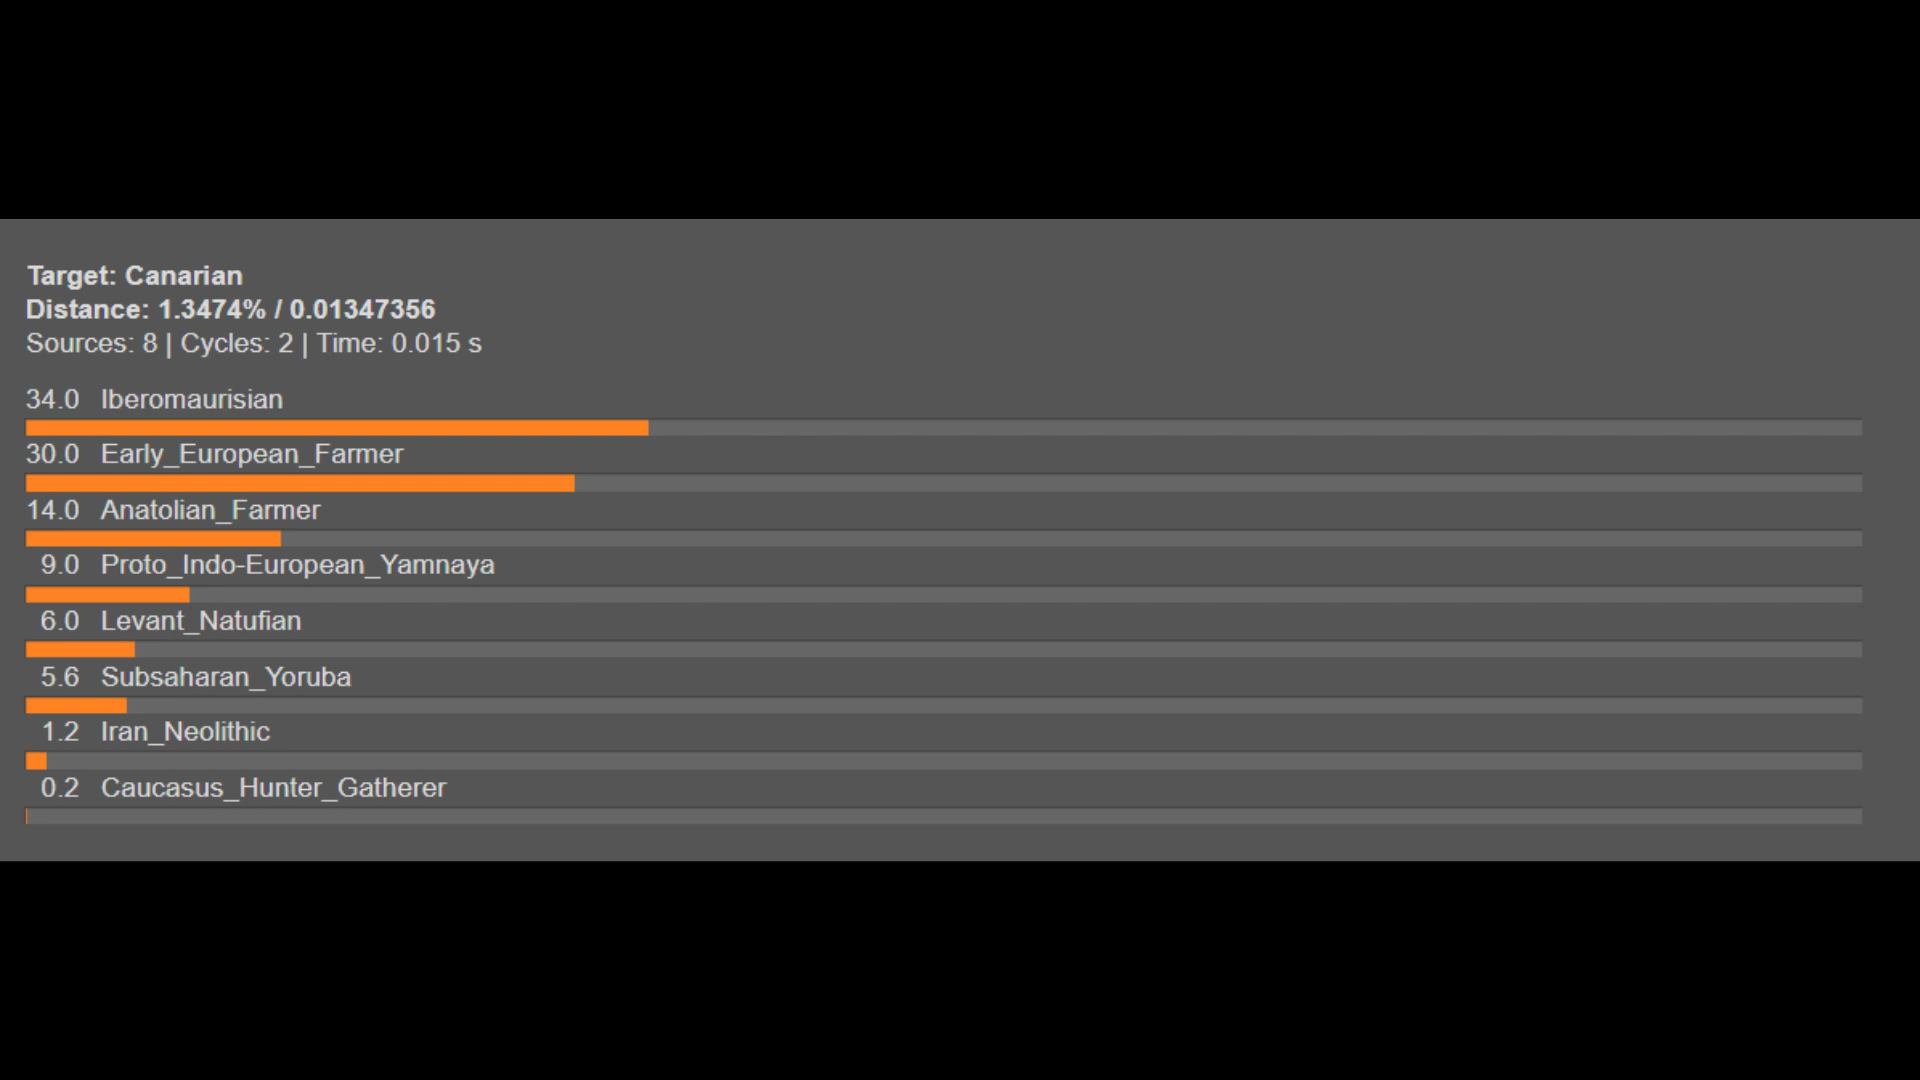 Target: Canarian
Distance: 1.3474% / 0.01347356
Sources: 8 | Cycles: 2 | Time: 0.015 s
34.0 Iberomaurisian
30.0 Early_European_Farmer
14.0 Anatolian_Farmer
9.0 Proto_Indo-European_Yamnaya
6.0 Levant_Natufian
5.6 Subsaharan_Yoruba
1.2 Iran_Neolithic
0.2 Caucasus_Hunter_Gatherer